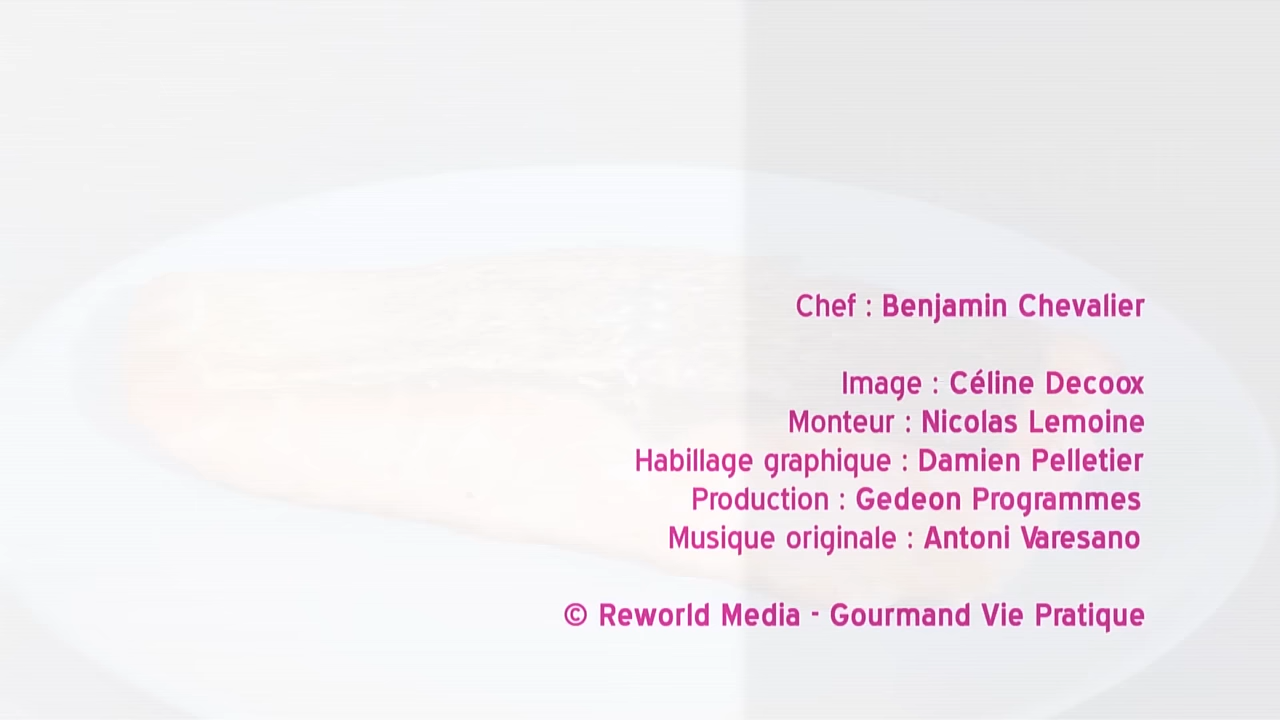 Chef : Benjamin Chevalier
Image : Céline Decoox
Monteur : Nicolas Lemoine
Habillage graphique : Damien Pelletier
Production : Gedeon Programmes
Musique originale : Antoni Varesano
© Reworld Media - Gourmand Vie Pratique